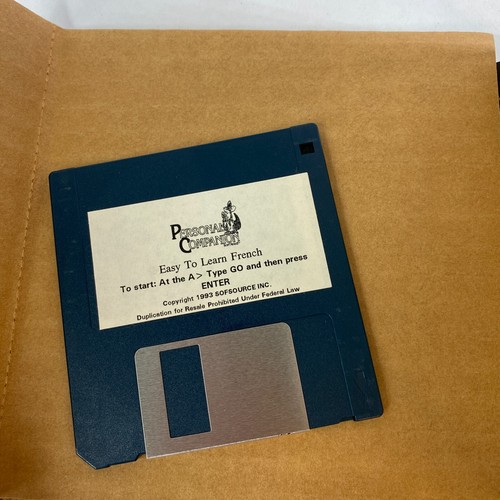 PERSONAL
COMPANION
Easy To Learn French
To start: At the A> Type GO and then press
ENTER
Copyright 1993 SOFSOURCE INC.
Duplication for Resale Prohibited Under Federal Law